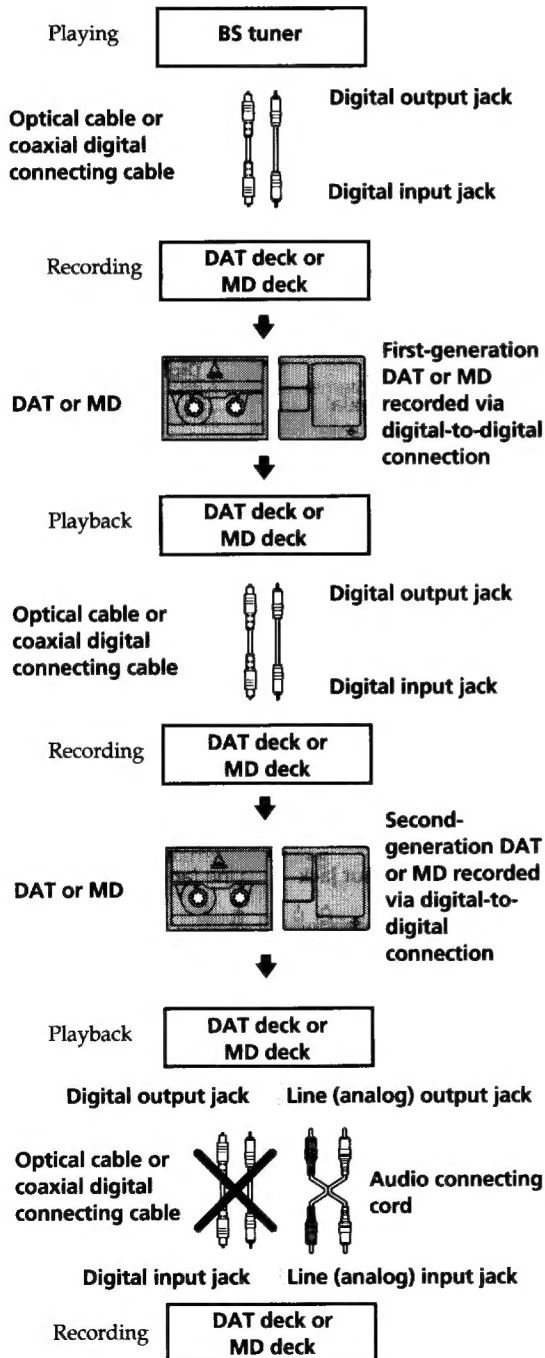 Playing
BS tuner
Optical cable or
coaxial digital
connecting cable
Digital output jack
Digital input jack
Recording
DAT deck or
MD deck
DAT or MD
First-generation
DAT or MD
recorded via
digital-to-digital
connection
Playback
DAT deck or
MD deck
Optical cable or
coaxial digital
connecting cable
Digital output jack
Digital input jack
Recording
DAT deck or
MD deck
DAT or MD
Second-
generation DAT
or MD recorded
via digital-to-
digital
connection
Playback
DAT deck or
MD deck
Digital output jack
Line (analog) output jack
Optical cable or
coaxial digital
connecting cable
Audio connecting
cord
Digital input jack
Line (analog) input jack
Recording
DAT deck or
MD deck